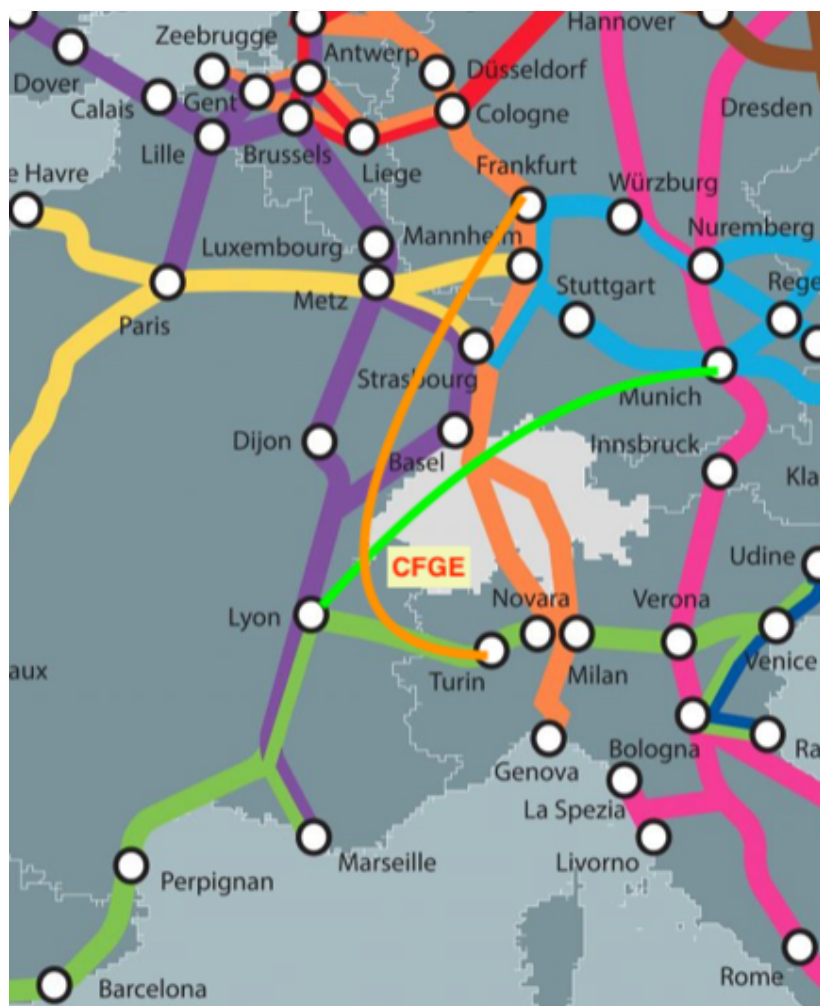 Hannover
Zeebrugge
Antwerp
Dover
Düsseldorf
Calais
Gent
Cologne
Dresden
Lille
Brussels
Liege
Frankfurt
e Havre
Würzburg
Luxembourg
Mannheim
Nuremberg
Metz
Stuttgart
Rege
Paris
Strasbourg
Munich
Dijon
Basel
Innsbruck
Kla
CFGE
Udine
Lyon
Novara
Verona
aux
Turin
Milan
Venice
Genova
Bologna
Ra
La Spezia
Marseille
Livorno
Perpignan
Rome
Barcelona